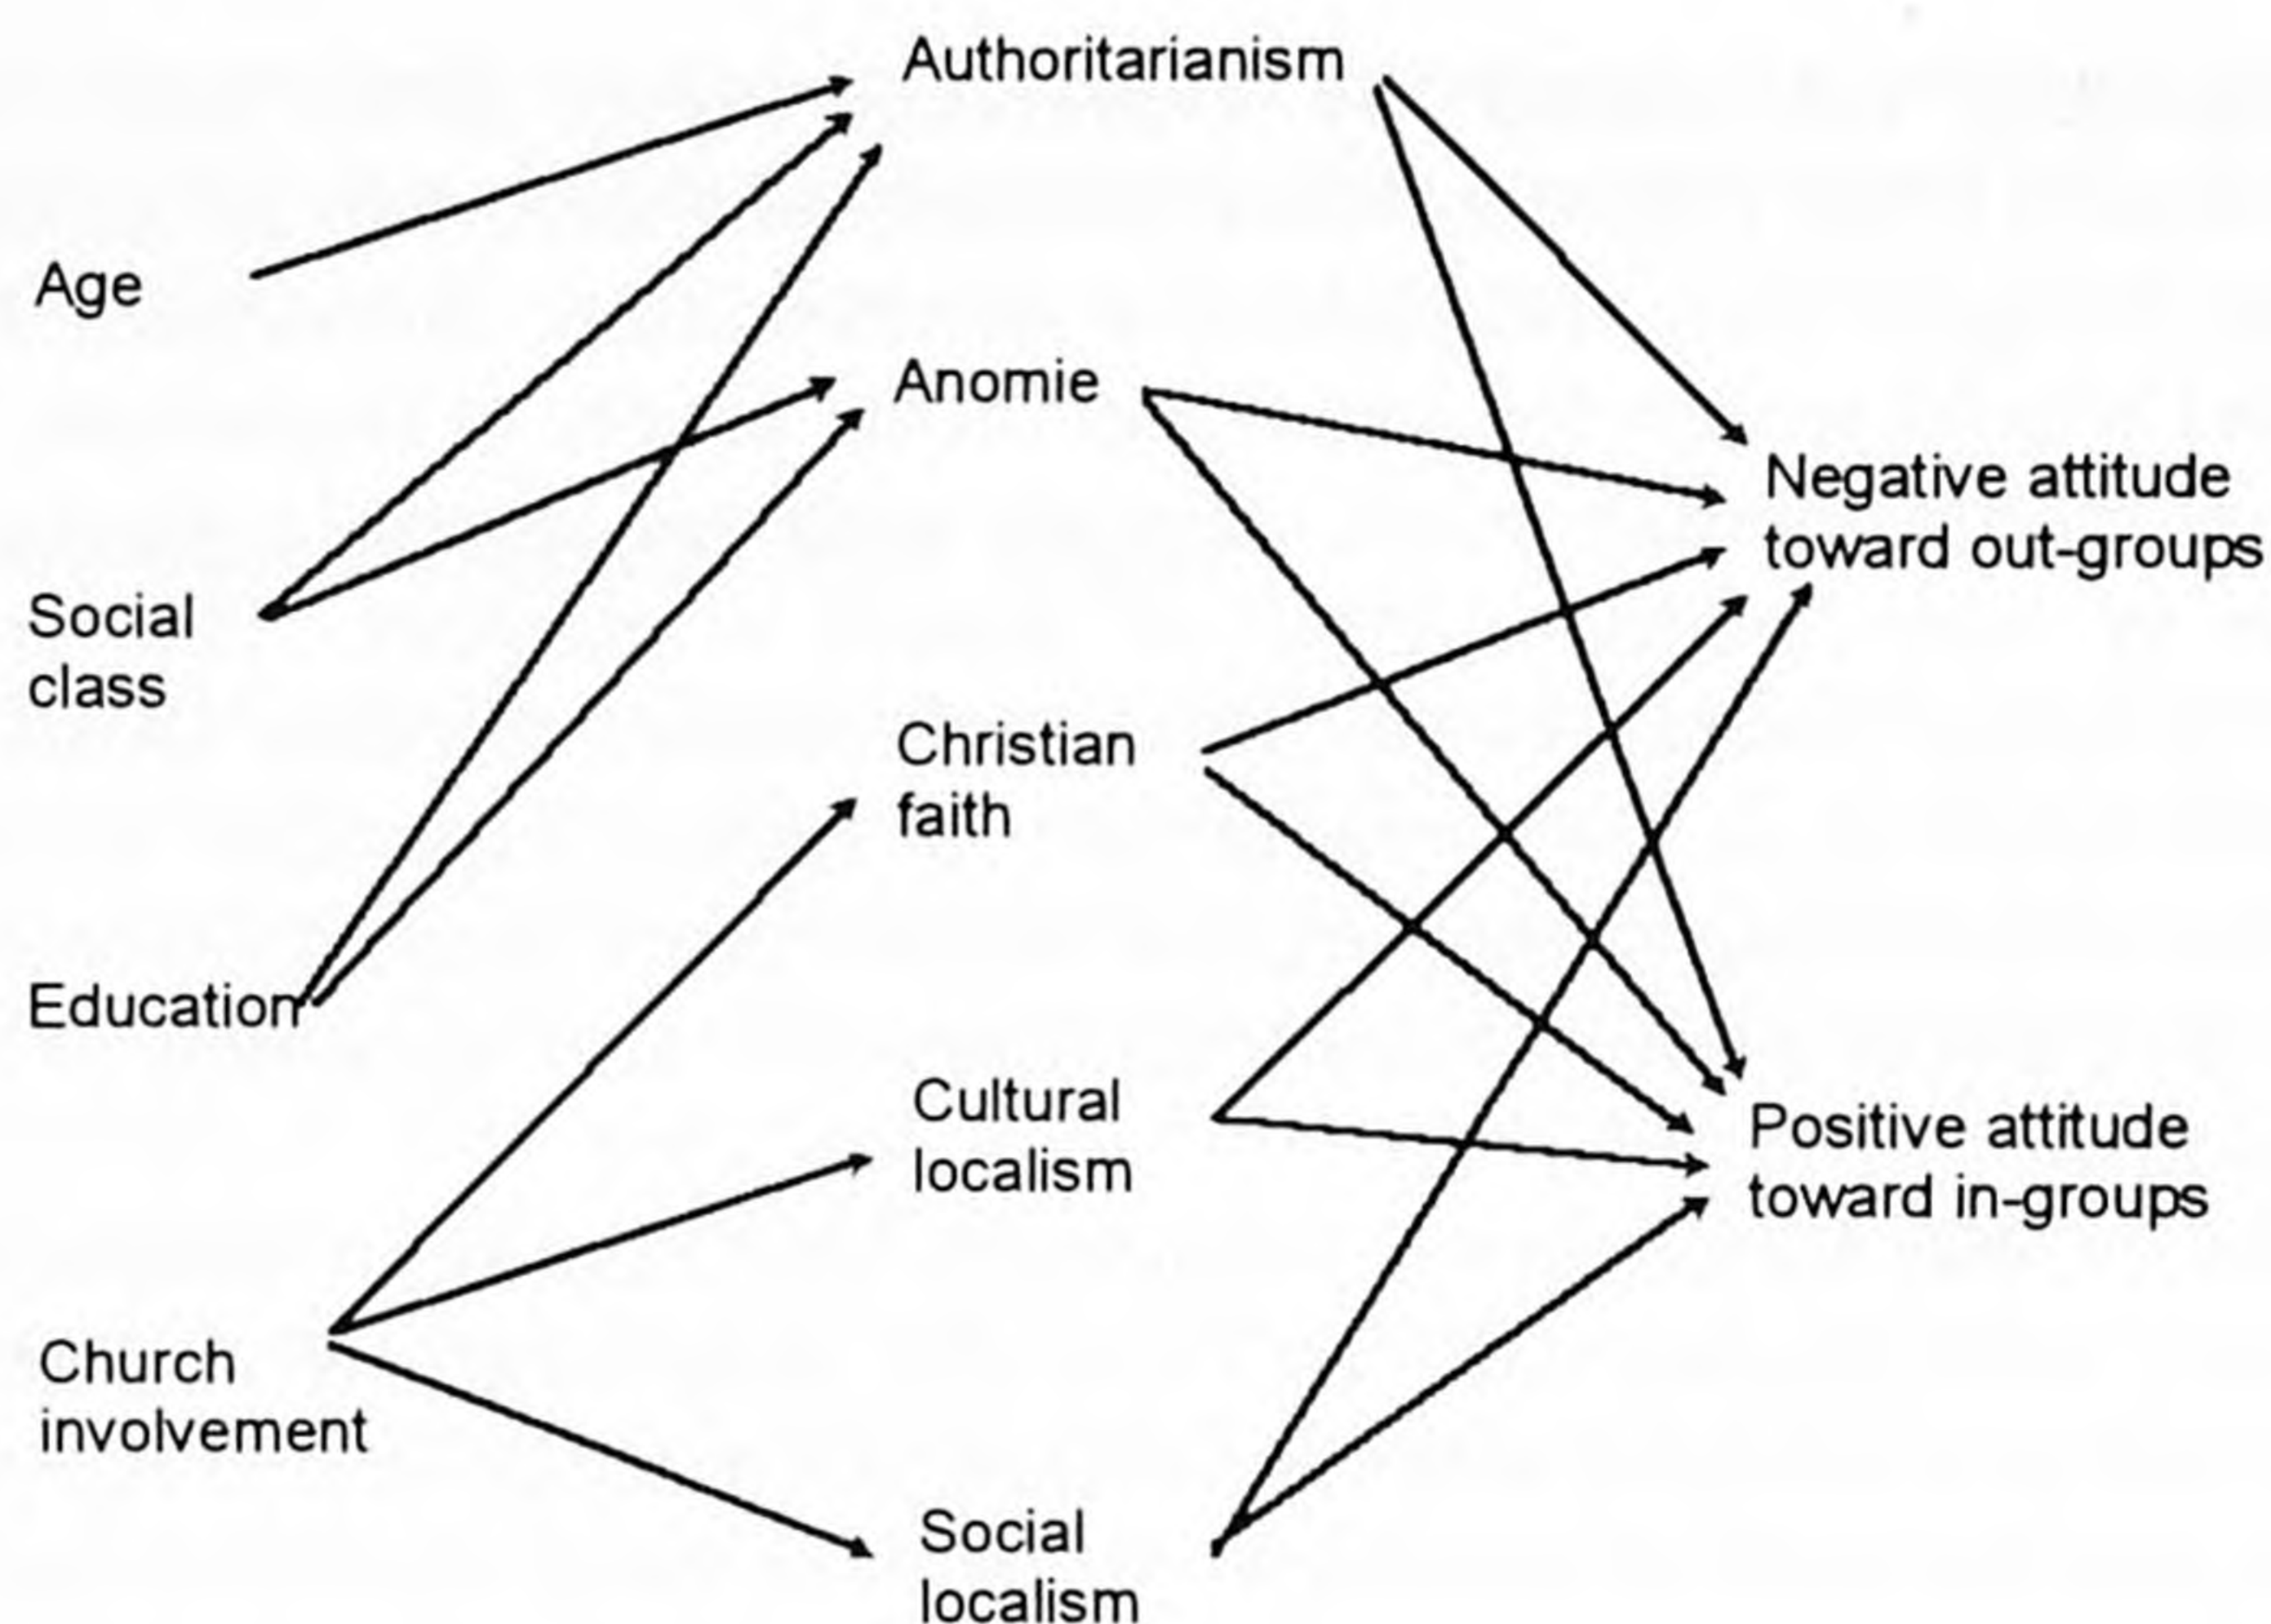 Authoritarianism
Age
Anomie
Negative attitude
toward out-groups
Social
class
Christian
faith
Education
Cultural
localism
Positive attitude
toward in-groups
Church
involvement
Social
localism